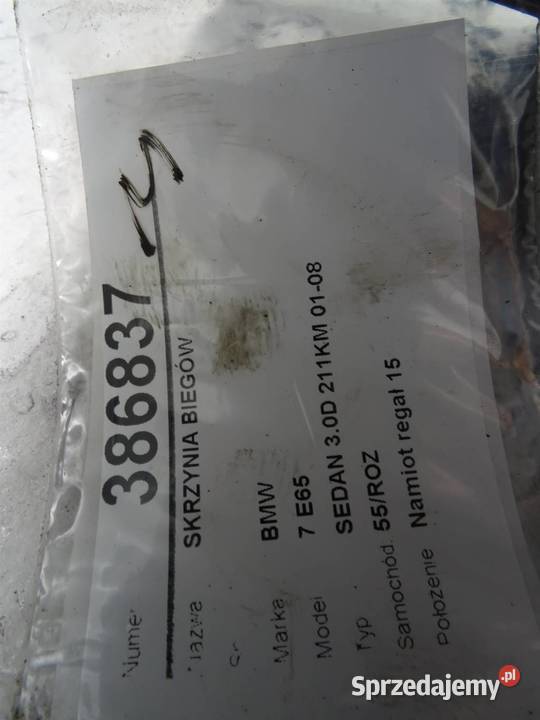 Numer 386837
Nazwa SKRZYNIA BIEGÓW
Marka BMW
Model 7 E65
Typ SEDAN 3.0D 211KM 01-08
Samochód. 55/ROZ
Położenie Namiot regał 15
Sprzedajemy.pl